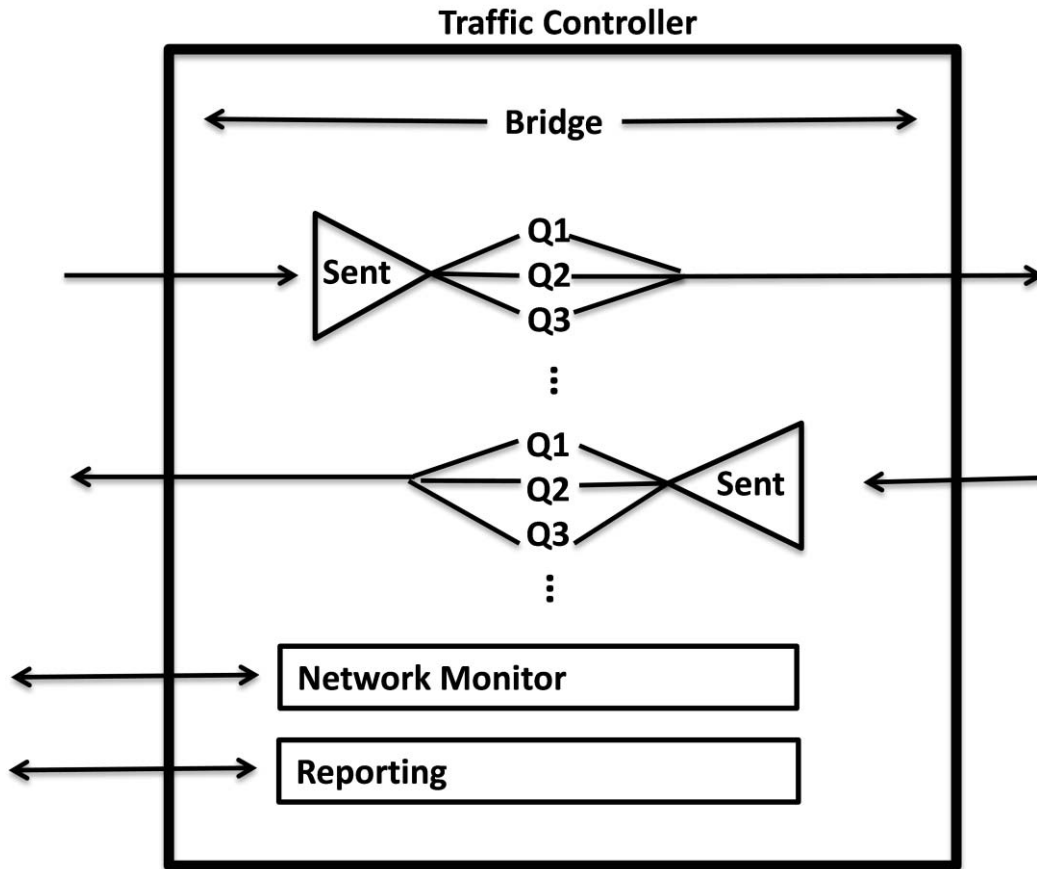 Traffic Controller
Bridge
Q1
Sent
Q2
Q3
...
Q1
Q2
Sent
Q3
...
Network Monitor
Reporting